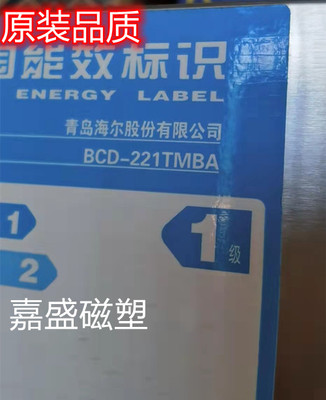 原装品质
国能效标识
ENERGY LABEL
青岛海尔股份有限公司
BCD-221TMBA
1
1级
2
嘉盛磁塑